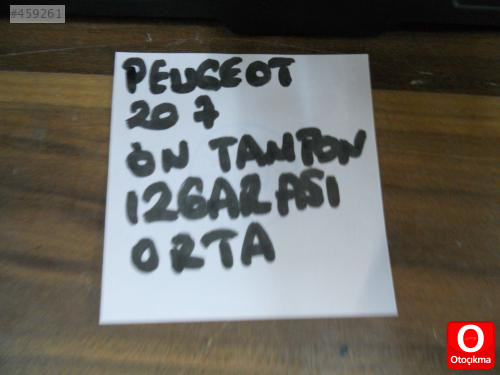 #459261
PEUGEOT
207
ÖN TAMPON
IZGARASI
ORTA
O
Otoçıkma